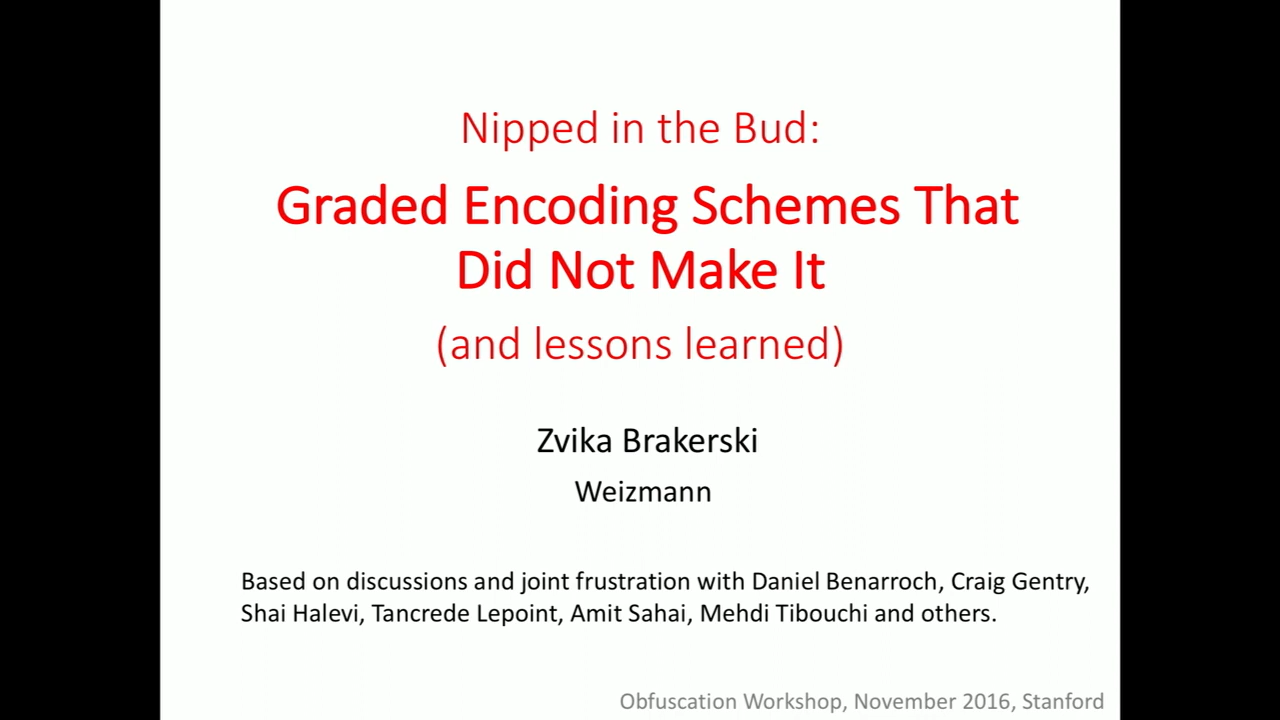 Nipped in the Bud:
Graded Encoding Schemes That
Did Not Make It
(and lessons learned)
Zvika Brakerski
Weizmann
Based on discussions and joint frustration with Daniel Benarroch, Craig Gentry,
Shai Halevi, Tancrede Lepoint, Amit Sahai, Mehdi Tibouchi and others.
Obfuscation Workshop, November 2016, Stanford